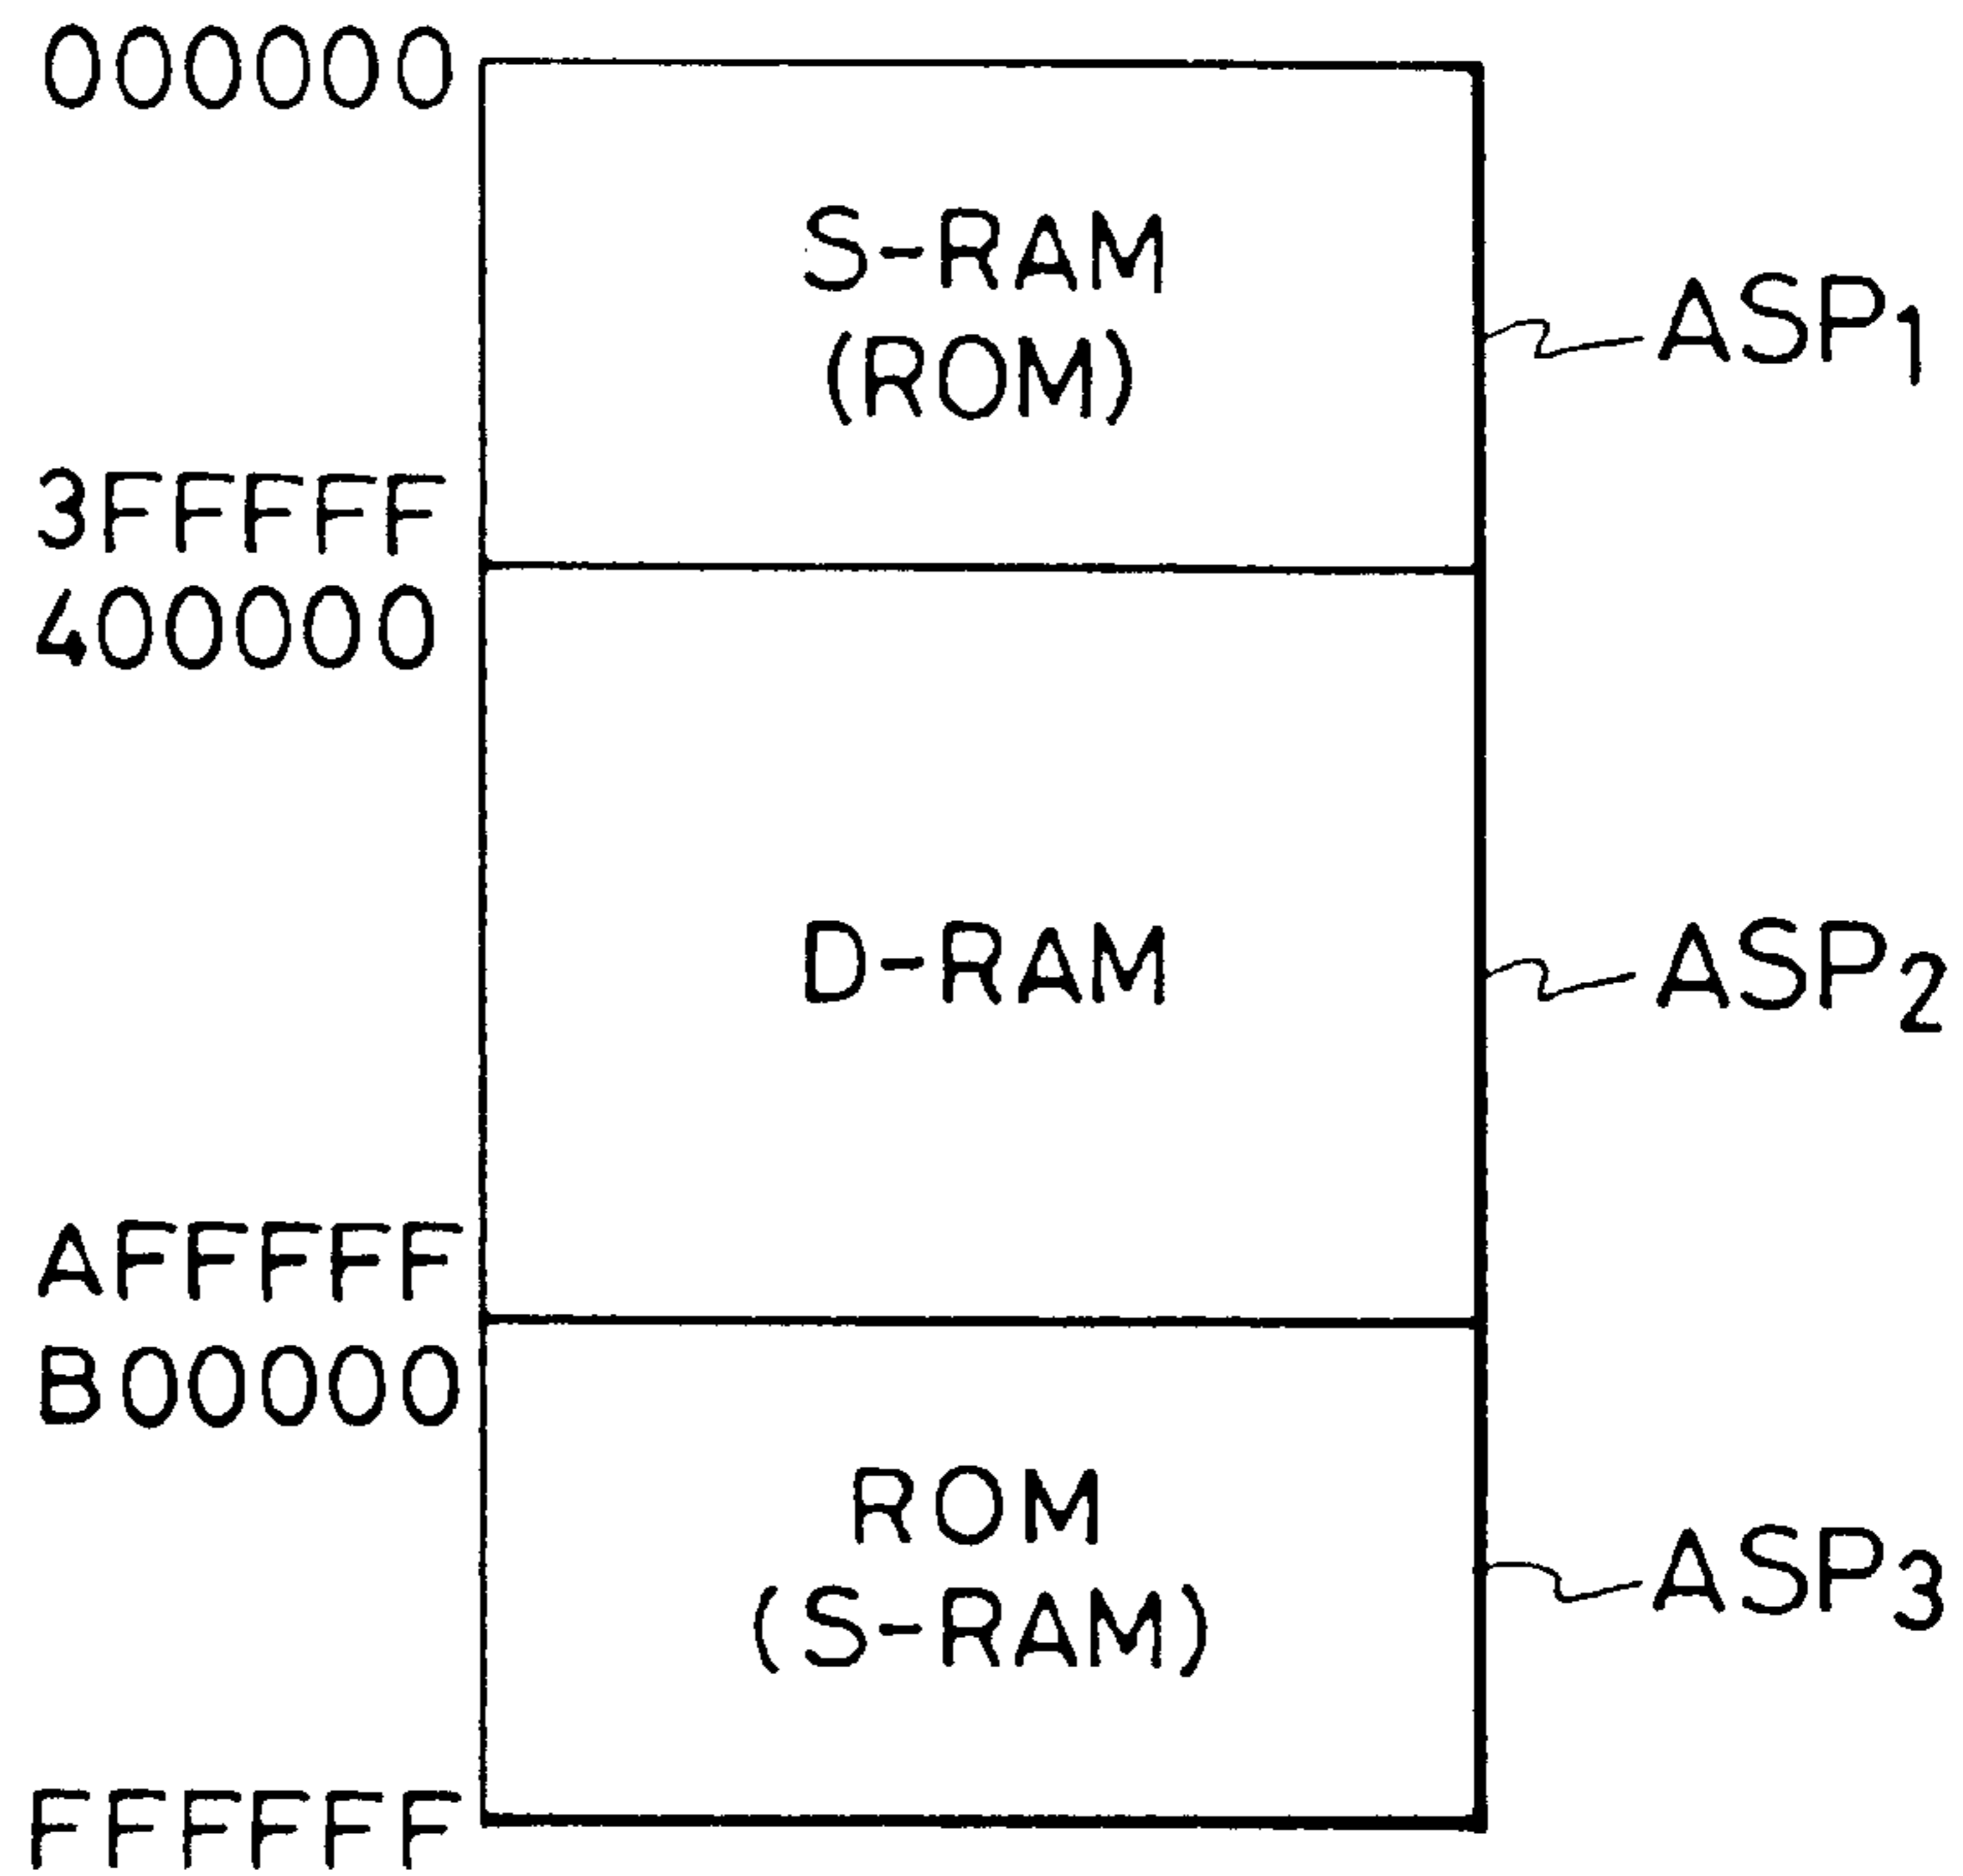 000000
S-RAM
(ROM)
ASP1
3FFFFF
400000
D-RAM
ASP2
AFFFFF
B00000
ROM
(S-RAM)
ASP3
FFFFFF